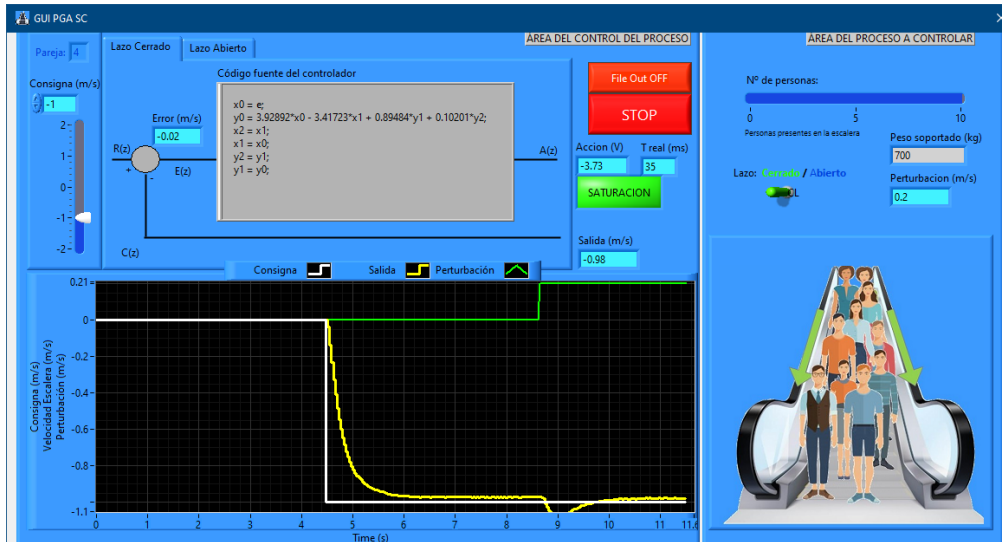 GUI PGA SC
Pareja: 4
Lazo Cerrado
Lazo Abierto
AREA DEL CONTROL DEL PROCESO
Código fuente del controlador
x0 = e;
y0 = 3.92892*x0 - 3.41723*x1 + 0.89484*y1 + 0.10201*y2;
x2 = x1;
x1 = x0;
y2 = y1;
y1 = y0;
Consigna (m/s)
-1
2
1
0
-1
-2
Error (m/s)
-0.02
R(z)
+
-
E(z)
A(z)
C(z)
File Out OFF
STOP
Accion (V)
-3.73
T real (ms)
35
SATURACION
Salida (m/s)
-0.98
Consigna
Salida
Perturbación
Consigna (m/s)
Velocidad Escalera (m/s)
Perturbación (m/s)
0.21
0
-0.2
-0.4
-0.6
-0.8
-1.1
0 1 2 3 4 5 6 7 8 9 10 11 11.6
Time (s)
AREA DEL PROCESO A CONTROLAR
Nº de personas:
0 5 10
Personas presentes en la escalera
Peso soportado (kg)
700
Lazo: Cerrado / Abierto
Perturbacion (m/s)
0.2